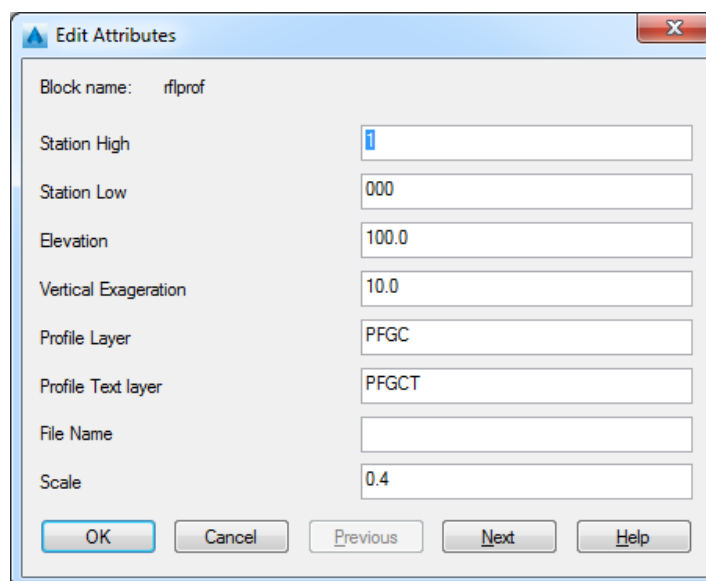 Edit Attributes
Block name: rflprof
Station High 1
Station Low 000
Elevation 100.0
Vertical Exageration 10.0
Profile Layer PFGC
Profile Text layer PFGCT
File Name
Scale 0.4
OK Cancel Previous Next Help